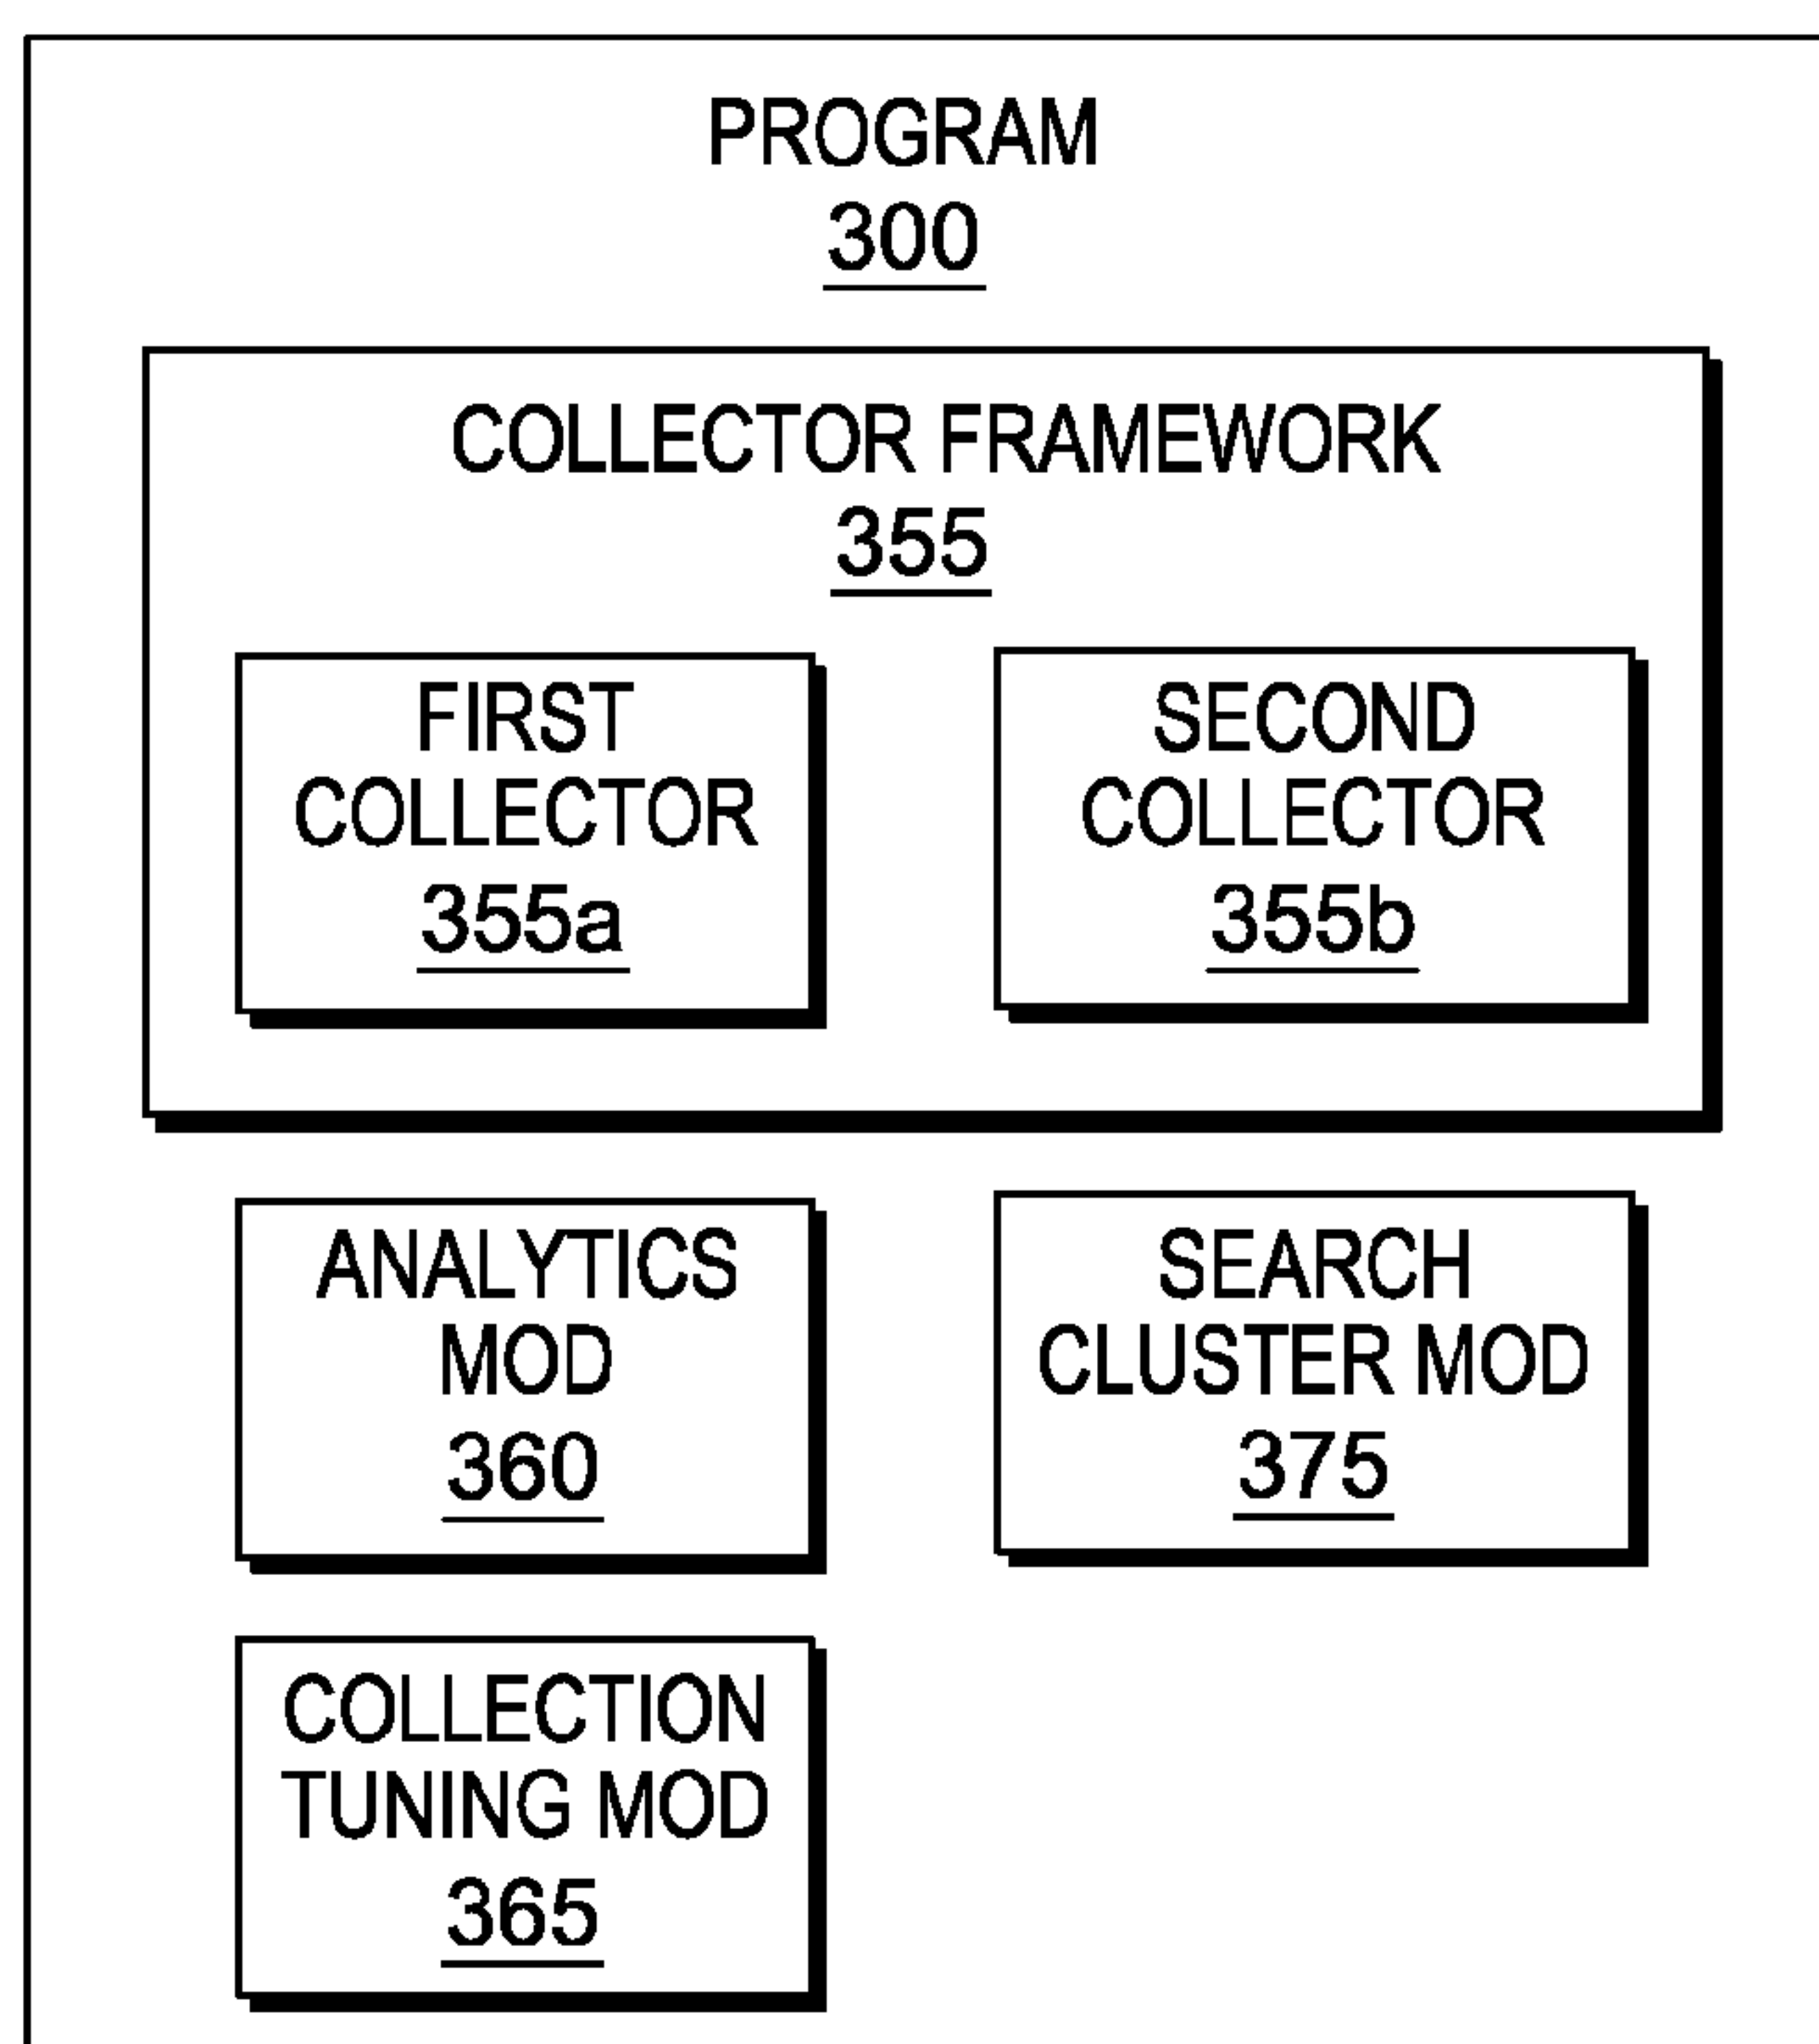 PROGRAM
300
COLLECTOR FRAMEWORK
355
FIRST
COLLECTOR
355a
SECOND
COLLECTOR
355b
ANALYTICS
MOD
360
SEARCH
CLUSTER MOD
375
COLLECTION
TUNING MOD
365